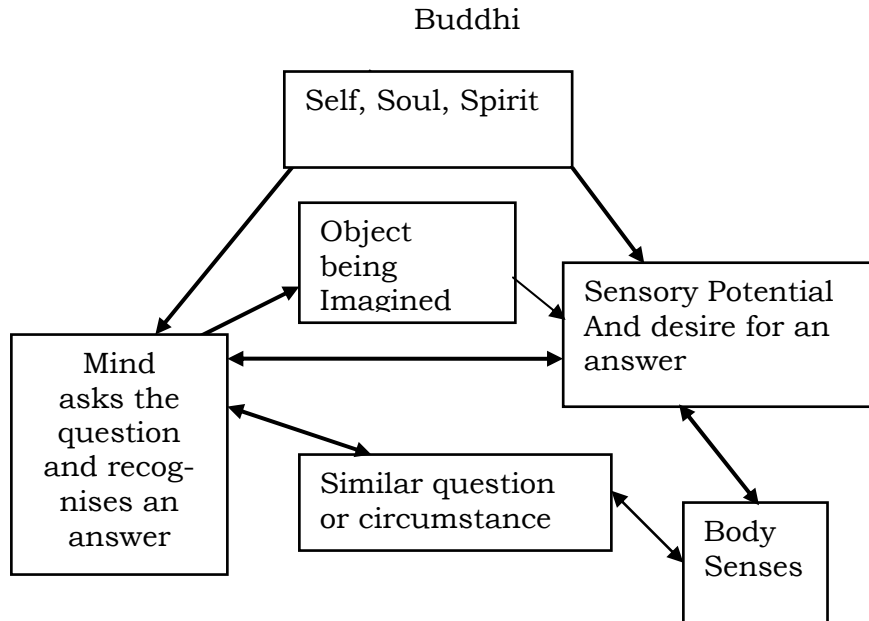 Buddhi
Self, Soul, Spirit
Object
being
Imagined
Sensory Potential
And desire for an
answer
Mind
asks the
question
and recog-
nises an
answer
Similar question
or circumstance
Body
Senses